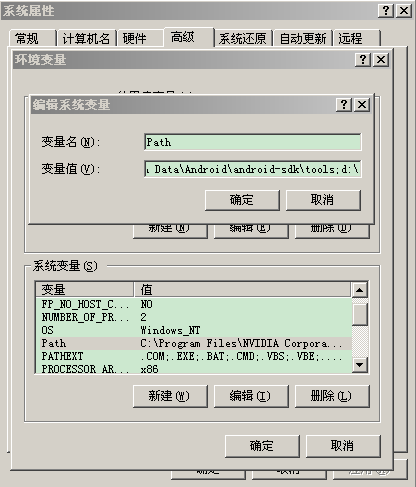 系统属性
常规 计算机名 硬件 高级 系统还原 自动更新 远程
环境变量
编辑系统变量
变量名(N): Path
变量值(V): Data\Android\android-sdk\tools;d:\
确定 取消
新建(N) 编辑(E) 删除(D)
系统变量(S)
变量 值
FP_NO_HOST_C... NO
NUMBER_OF_PR... 2
OS Windows_NT
Path C:\Program Files\NVIDIA Corpora...
PATHEXT .COM;.EXE;.BAT;.CMD;.VBS;.VBE;....
PROCESSOR_AR... x86
新建(W) 编辑(I) 删除(L)
确定 取消